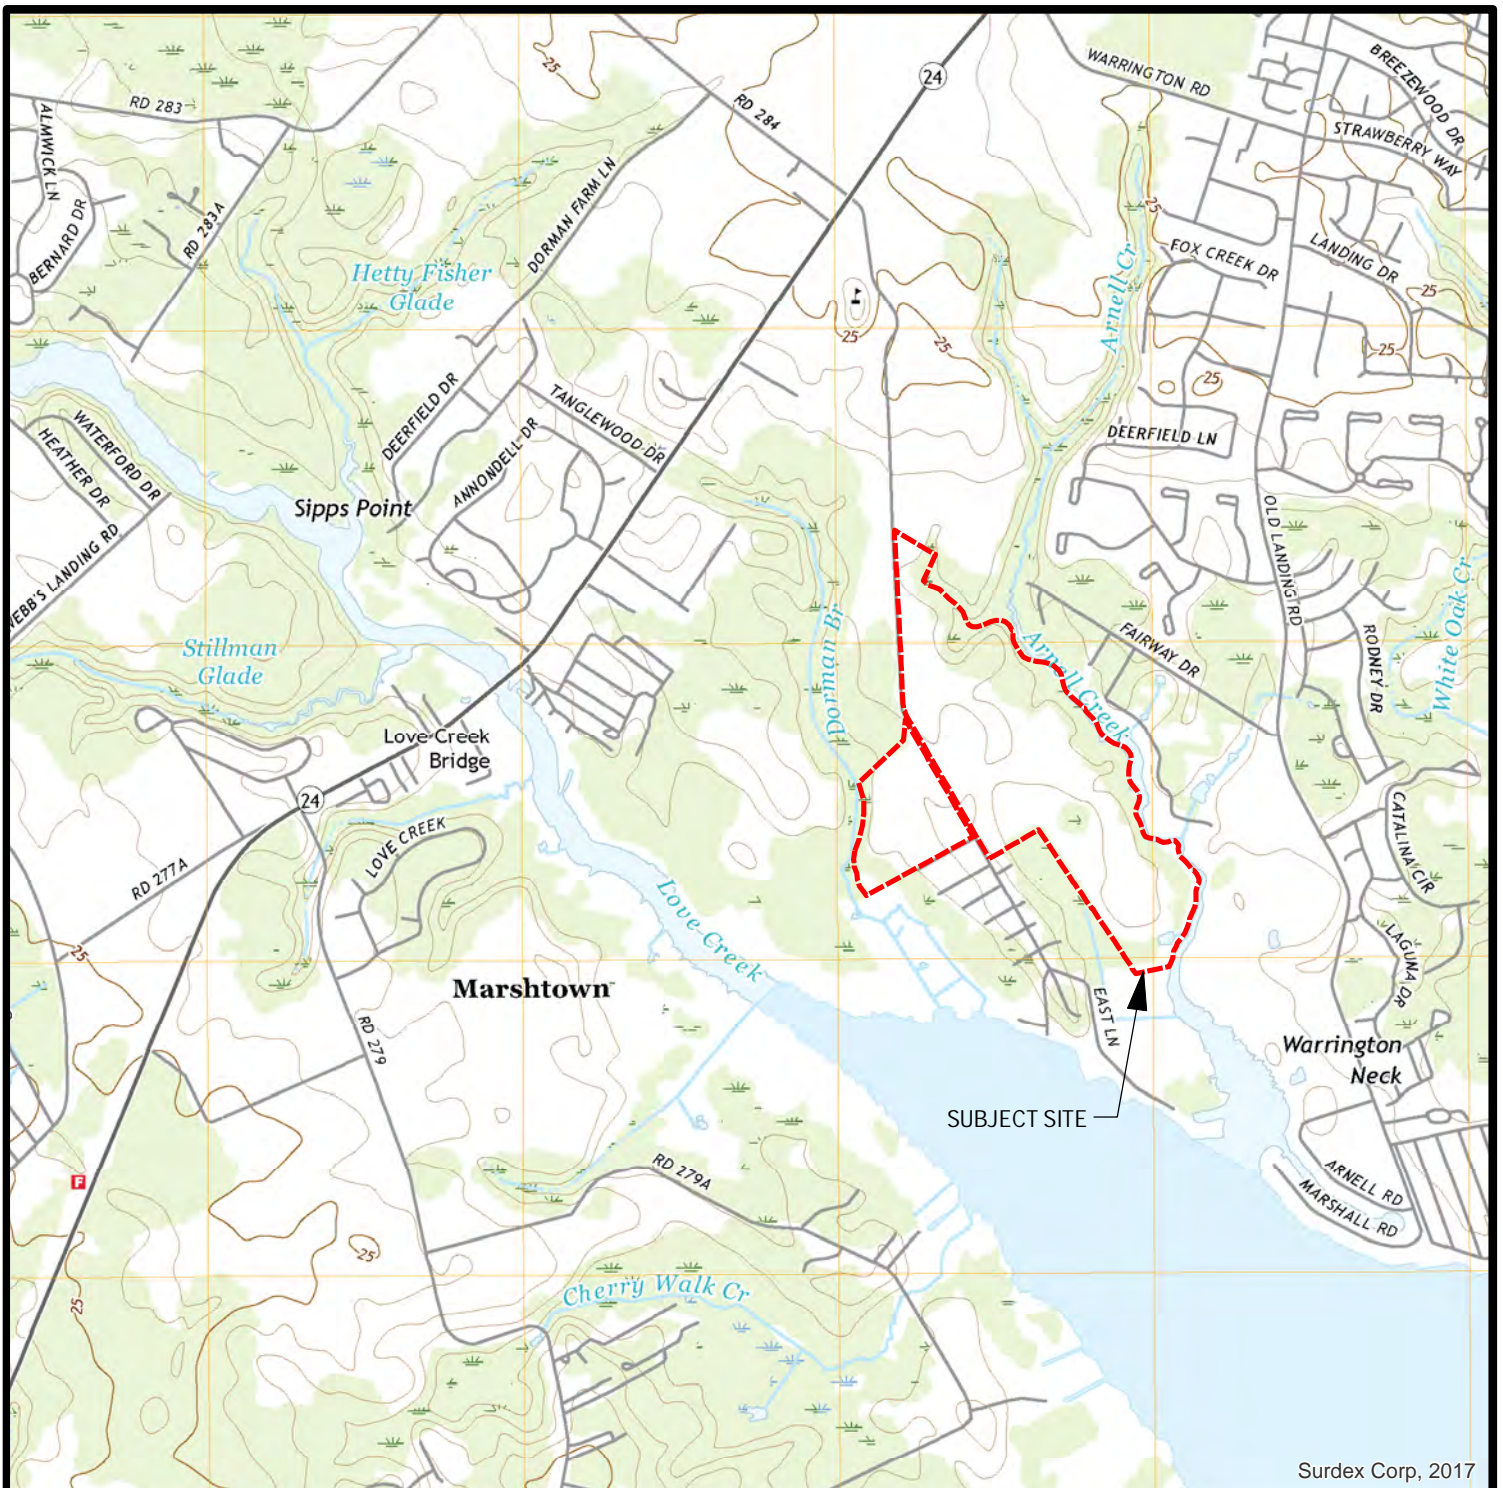 24
WARRINGTON RD
BREEZEWOOD DR
25
RD 283
RD 284
STRAWBERRY WAY
ALMWICK LN
BERNARD DR
RD 283A
DORMAN FARM LN
25
FOX CREEK DR
LANDING DR
Hetty Fisher
Glade
Arnell Cr
25
25
25
25
25
DEERFIELD DR
TANGLEWOOD DR
ANNONDELL DR
DEERFIELD LN
WATERFORD DR
HEATHER DR
Sipps Point
OLD LANDING RD
WEBB'S LANDING RD
White Oak Cr
Stillman
Glade
Dorman Br
Arnell Creek
FAIRWAY DR
RODNEY DR
Love Creek
Bridge
24
LOVE CREEK
RD 277A
CATALINA CIR
Love Creek
25
LAGUNA DR
Marshtown
EAST LN
RD 279
Warrington
Neck
SUBJECT SITE
F
RD 279A
ARNELL RD
MARSHALL RD
25
25
Cherry Walk Cr
Surdex Corp, 2017